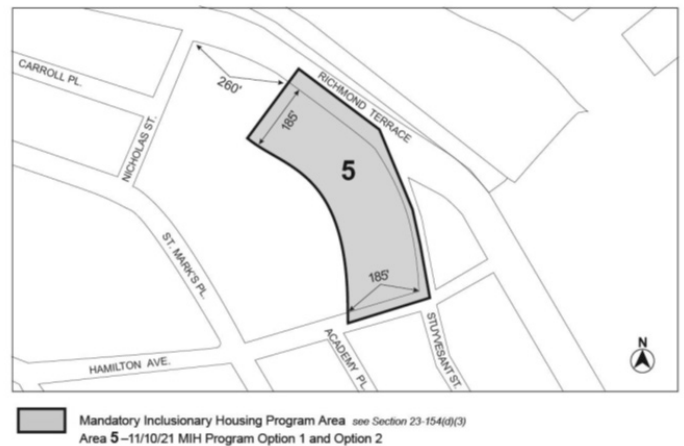 CARROLL PL.
260'
RICHMOND TERRACE
185'
NICHOLAS ST.
5
ST. MARK'S PL.
185'
HAMILTON AVE.
ACADEMY PL.
STUYVESANT ST.
N
Mandatory Inclusionary Housing Program Area see Section 23-154(d)(3)
Area 5 –11/10/21 MIH Program Option 1 and Option 2